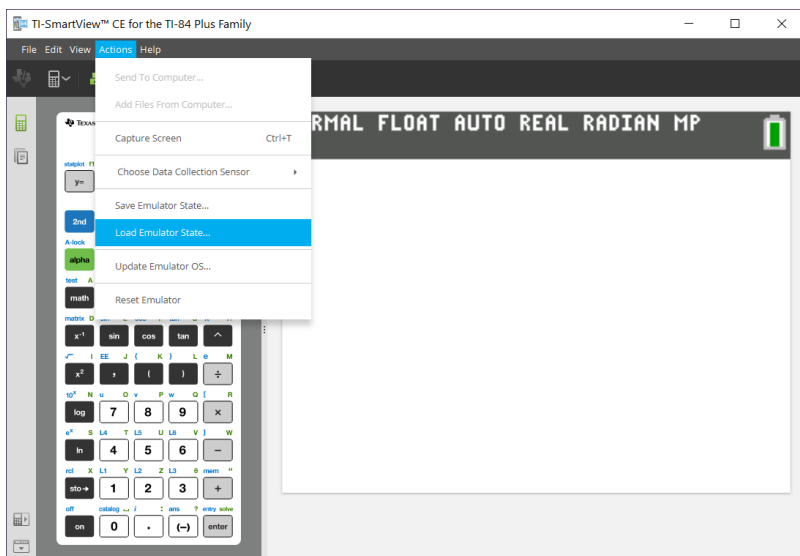 TI-SmartView™ CE for the TI-84 Plus Family
File Edit View Actions Help
Send To Computer...
Add Files From Computer...
Capture Screen Ctrl+T
Choose Data Collection Sensor
Save Emulator State...
Load Emulator State...
Update Emulator OS...
Reset Emulator
RMAL FLOAT AUTO REAL RADIAN MP
TEXAS
statplot f1
y=
2nd
A-lock
alpha
test A
math
matrix D
x⁻¹ sin cos tan ^
√ I EE J { K } L e M
x² , ( ) ÷
10ˣ N u O v P w Q [ R
log 7 8 9 ×
eˣ S L4 T L5 U L6 V ] W
ln 4 5 6 −
rcl X L1 Y L2 Z L3 θ mem "
sto→ 1 2 3 +
off catalog i : ans ? entry solve
on 0 . (−) enter